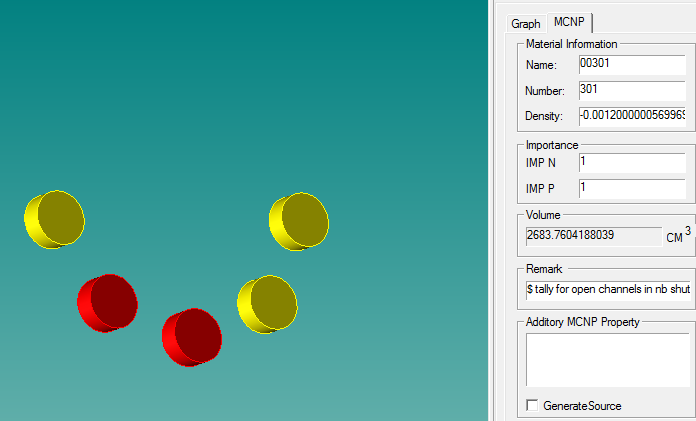 Graph MCNP
Material Information
Name: 00301
Number: 301
Density: -0.0012000000569969
Importance
IMP N 1
IMP P 1
Volume
2683.7604188039 CM 3
Remark
$ tally for open channels in nb shut
Additory MCNP Property
GenerateSource